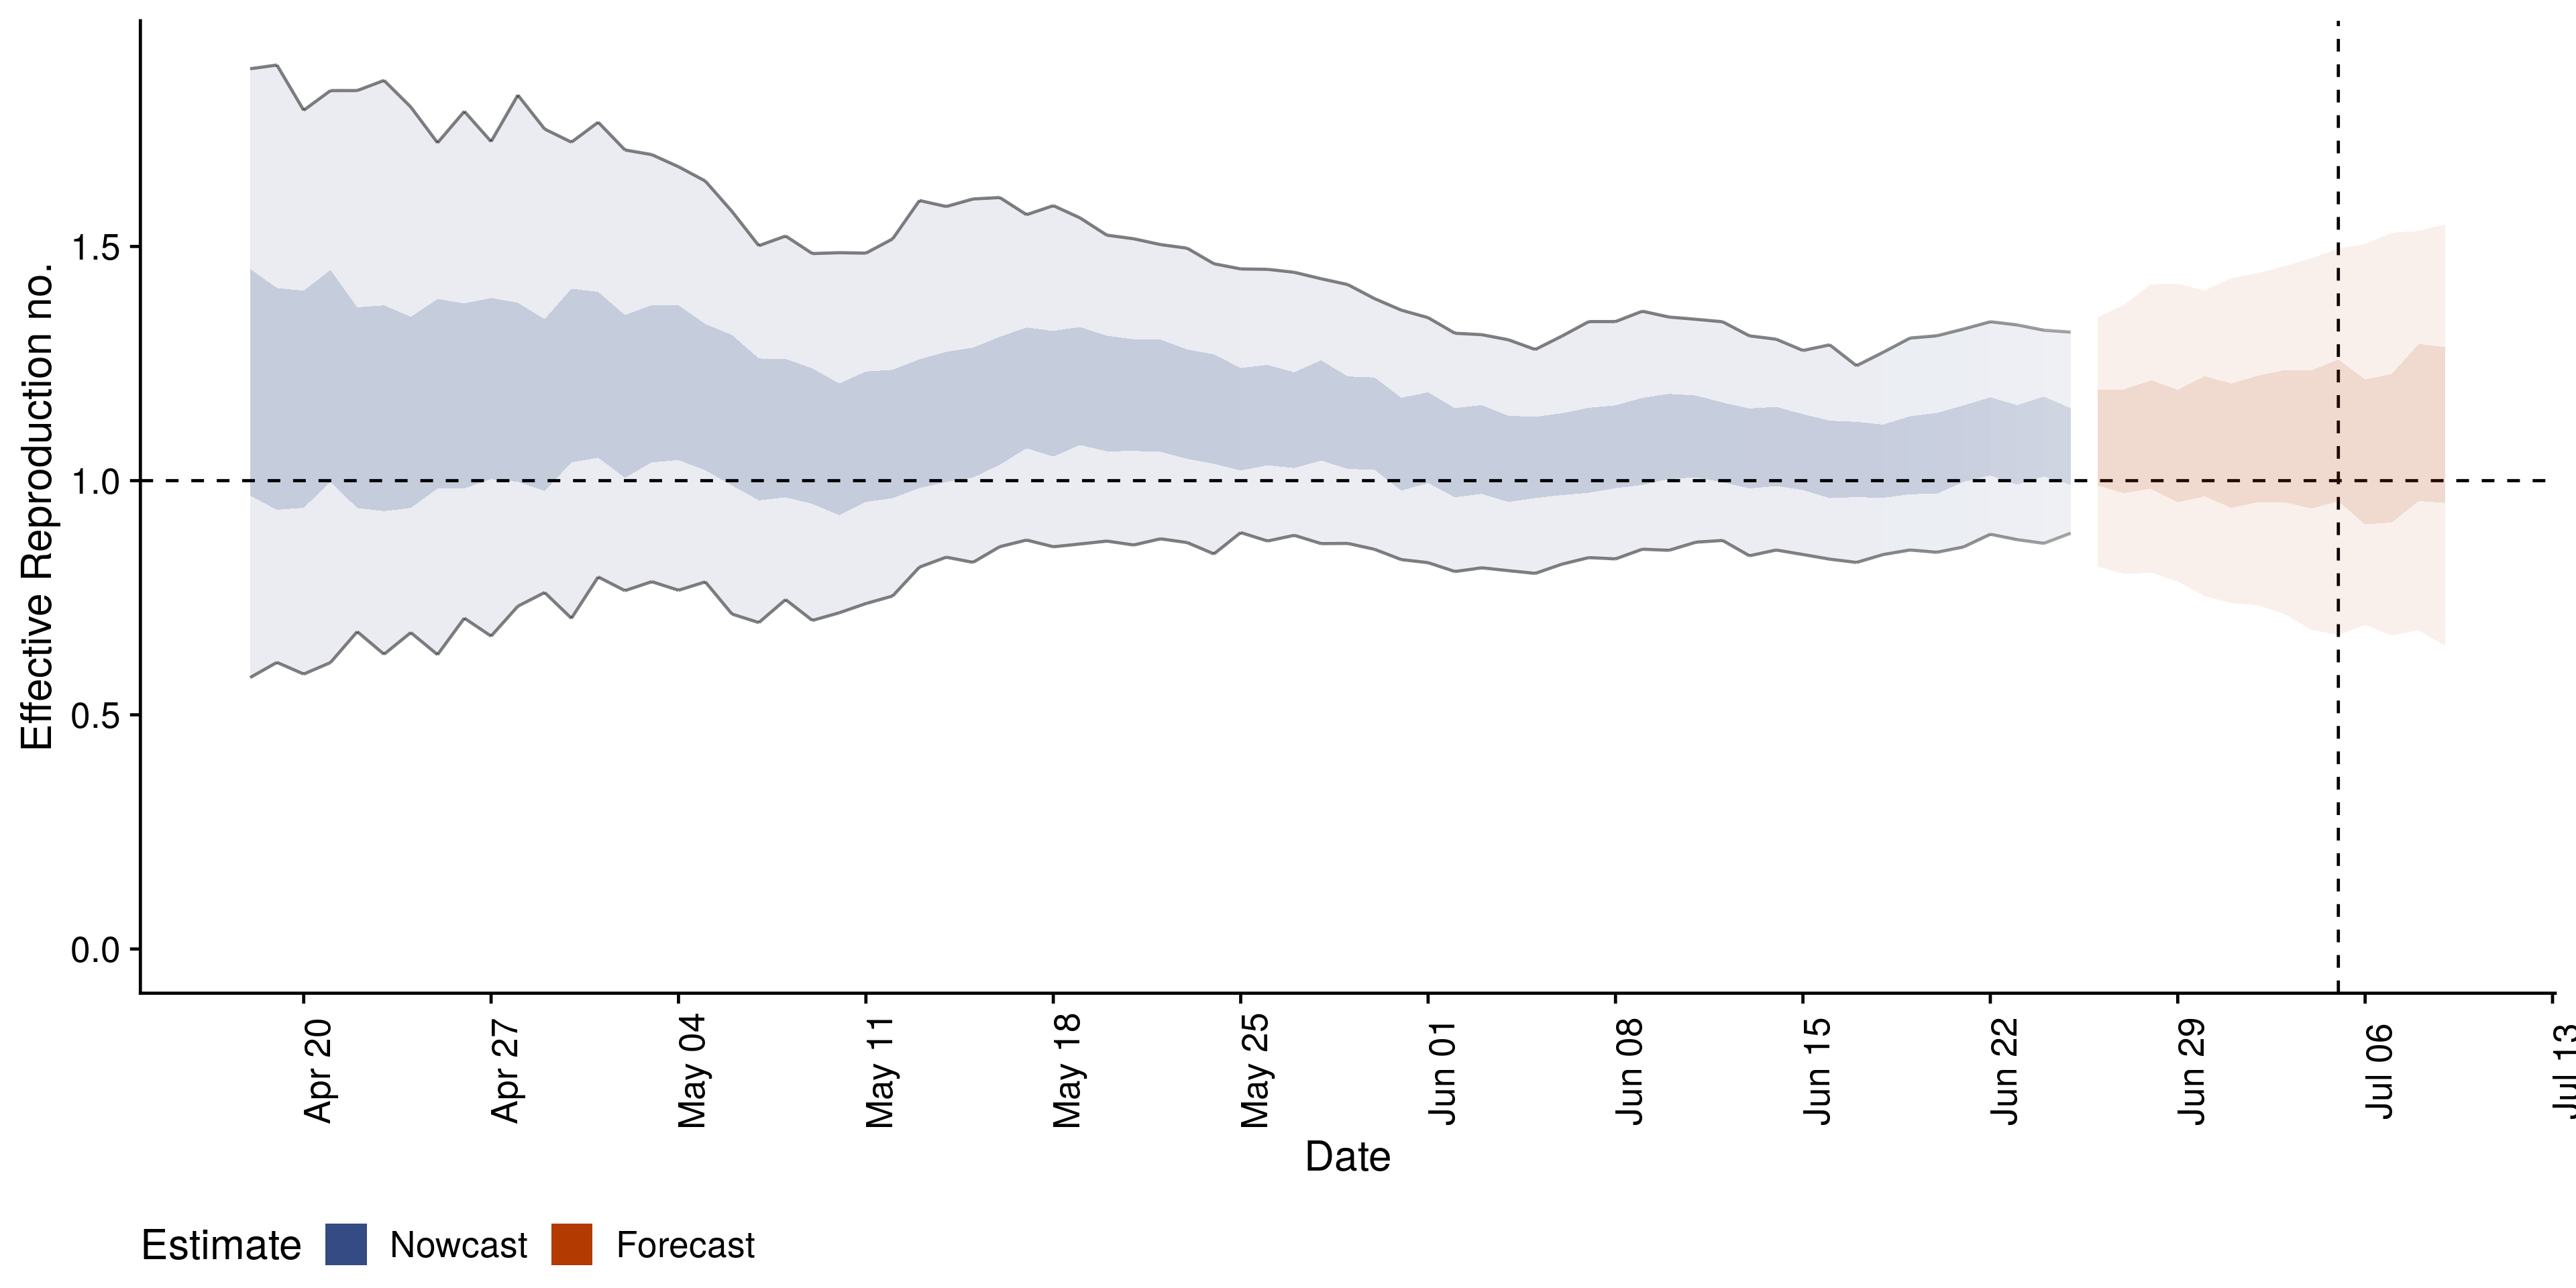 Effective Reproduction no.
1.5
1.0
0.5
0.0
Apr 20
Apr 27
May 04
May 11
May 18
May 25
Jun 01
Jun 08
Jun 15
Jun 22
Jun 29
Jul 06
Jul 13
Date
Estimate Nowcast Forecast